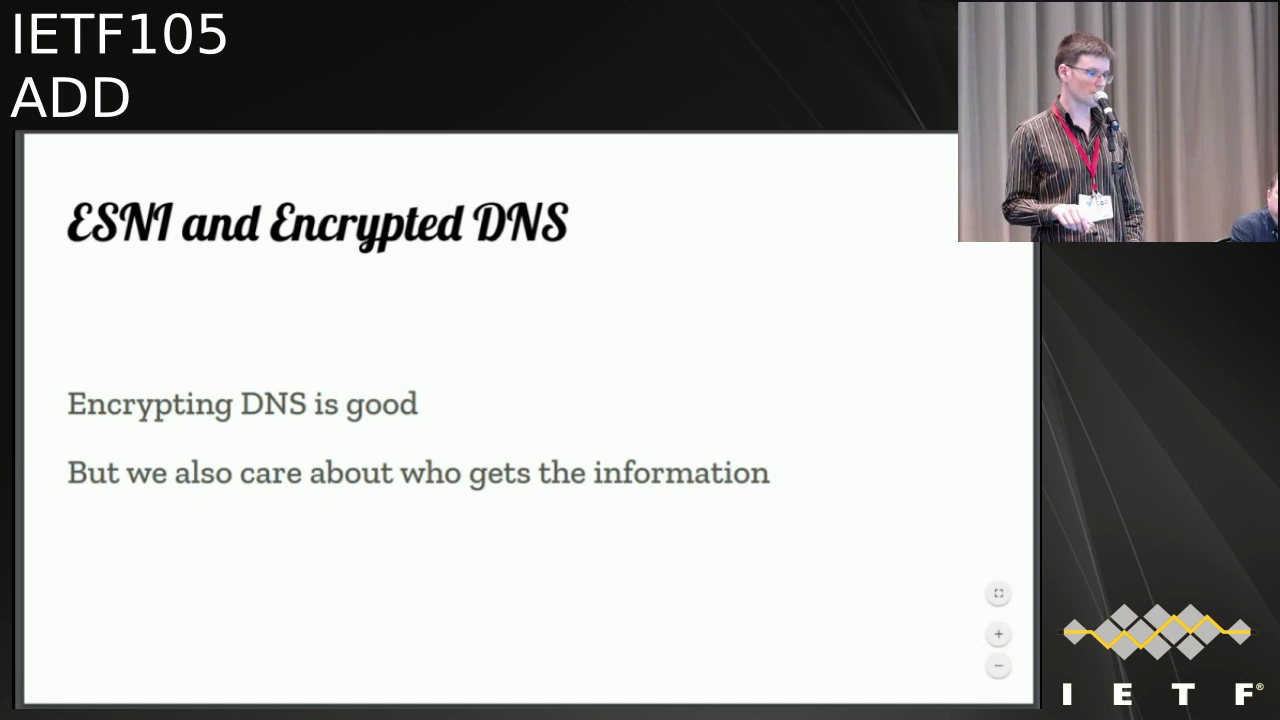 IETF105
ADD
ESNI and Encrypted DNS
Encrypting DNS is good
But we also care about who gets the information
I E T F®